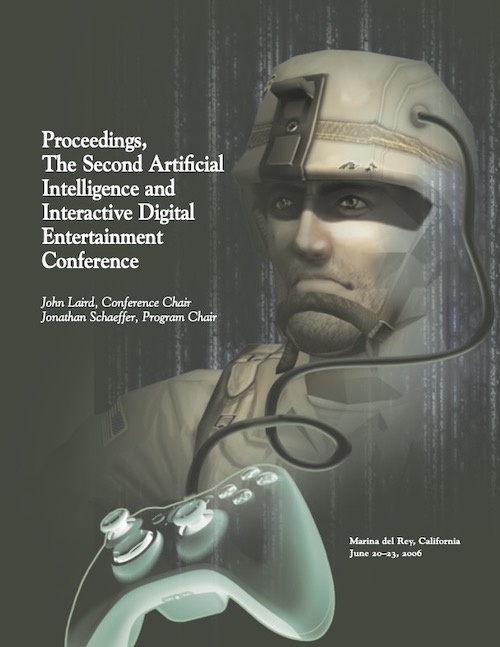 Proceedings,
The Second Artificial
Intelligence and
Interactive Digital
Entertainment
Conference
John Laird, Conference Chair
Jonathan Schaeffer, Program Chair
Marina del Rey, California
June 20–23, 2006